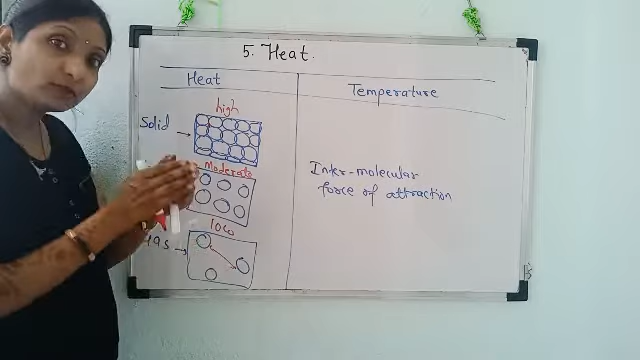 5. Heat.
Heat
Temperature
high
Solid
Moderate
low
gas
Inter-molecular
force of attraction